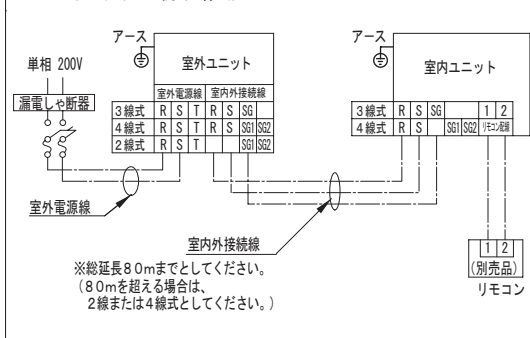 アース
室外ユニット
単相 200V
漏電しゃ断器
室外電源線 室内外接続線
3線式 R S T R S SG
4線式 R S T R S SG1 SG2
2線式 R S T SG1 SG2
室外電源線
アース
室内ユニット
3線式 R S SG 1 2
4線式 R S SG1 SG2 リモコン配線
室内外接続線
※総延長80mまでとしてください。
(80mを超える場合は、
2線または4線式としてください。)
1 2
(別売品)
リモコン